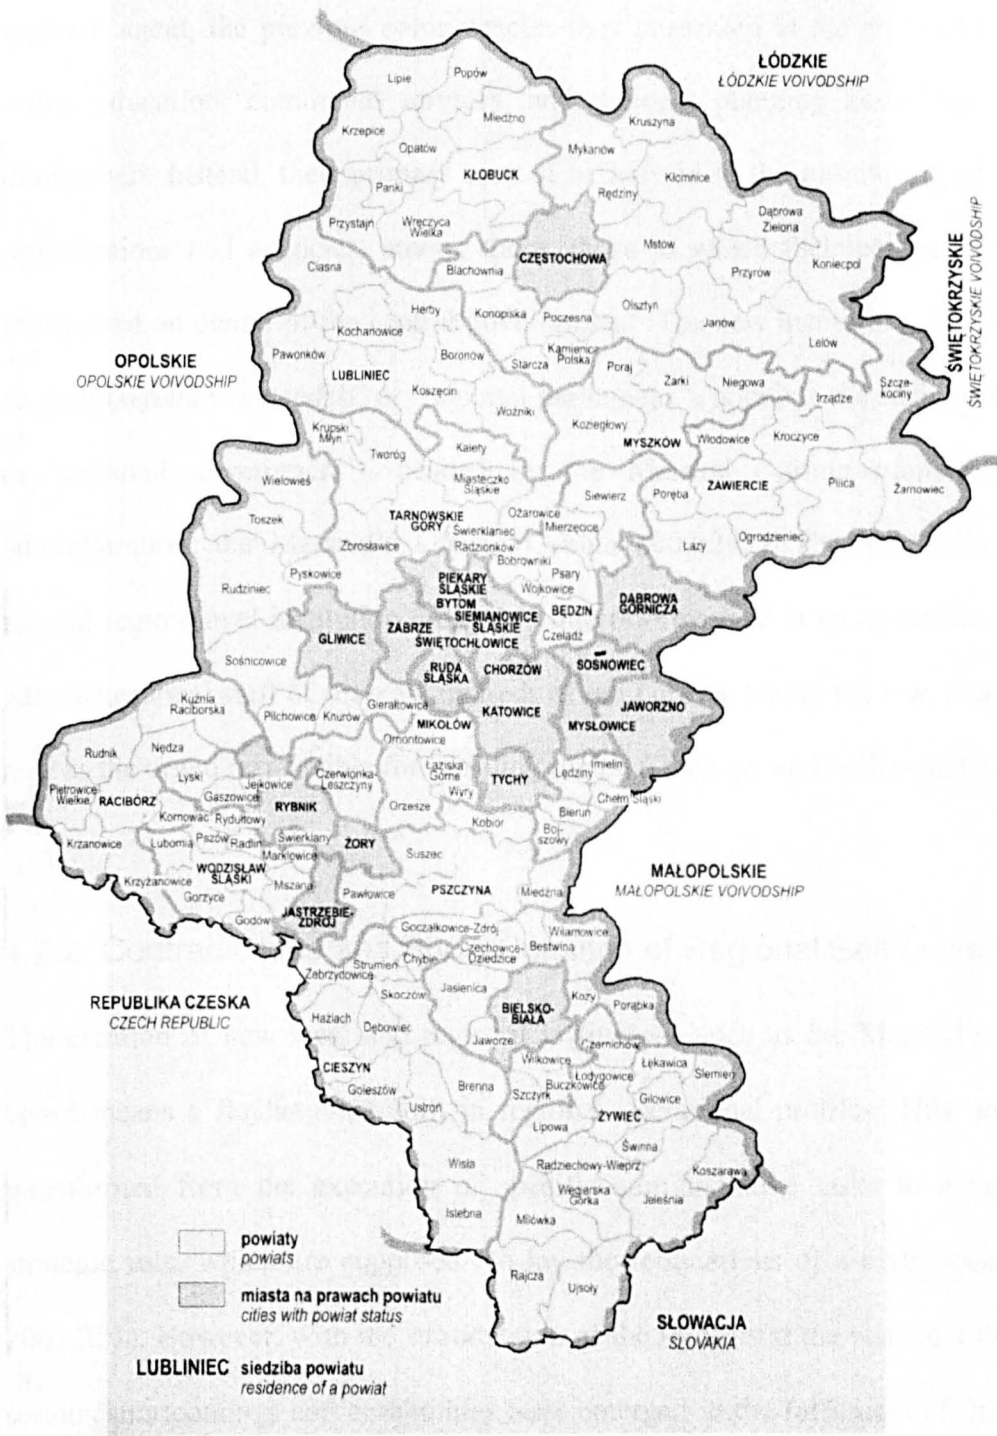 ŁÓDZKIE
ŁÓDZKIE VOIVODSHIP
Lipie
Popów
Miedźno
Krzepice
Opatów
Kruszyna
Mykanów
KŁOBUCK
Panki
Rędziny
Kłomnice
Przystajń
Wręczyca
Wielka
Dąbrowa
Zielona
Mstów
CZĘSTOCHOWA
Koniecpol
Ciasna
Blachownia
Przyrów
ŚWIĘTOKRZYSKIE
ŚWIĘTOKRZYSKIE VOIVODSHIP
Herby
Konopiska
Poczesna
Olsztyn
Janów
Kochanowice
Lelów
OPOLSKIE
OPOLSKIE VOIVODSHIP
Pawonków
Boronów
Starcza
Kamienica
Polska
Poraj
LUBLINIEC
Żarki
Niegowa
Szcze-
kociny
Koszęcin
Irządze
Woźniki
Koziegłowy
Krupski
Młyn
MYSZKÓW
Włodowice
Kroczyce
Tworóg
Kalety
Wielowieś
Miasteczko
Śląskie
Siewierz
Poręba
ZAWIERCIE
Pilica
Żarnowiec
Toszek
TARNOWSKIE
GÓRY
Ożarowice
Świerklaniec
Mierzęcice
Zbrosławice
Radzionków
Łazy
Ogrodzieniec
Bobrowniki
Pyskowice
PIEKARY
ŚLĄSKIE
Psary
Rudziniec
Wojkowice
BYTOM
DĄBROWA
GÓRNICZA
SIEMIANOWICE
ŚLĄSKIE
BĘDZIN
GLIWICE
ZABRZE
ŚWIĘTOCHŁOWICE
Czeladź
Sośnicowice
RUDA
ŚLĄSKA
CHORZÓW
SOSNOWIEC
Kuźnia
Raciborska
Gierałtowice
JAWORZNO
Pilchowice
Knurów
MIKOŁÓW
KATOWICE
MYSŁOWICE
Ornontowice
Rudnik
Nędza
Łaziska
Górne
TYCHY
Imielin
Lędziny
Lyski
Czerwionka-
Leszczyny
Pietrowice
Wielkie
RACIBÓRZ
Gaszowice
Jejkowice
RYBNIK
Wyry
Chełm Śląski
Orzesze
Bieruń
Kornowac
Rydułtowy
Kobiór
Boj-
szowy
Krzanowice
Lubomia
Pszów
Radlin
Świerklany
ŻORY
Marklowice
Suszec
WODZISŁAW
ŚLĄSKI
MAŁOPOLSKIE
MAŁOPOLSKIE VOIVODSHIP
Krzyżanowice
Mszana
Pawłowice
PSZCZYNA
Miedźna
Gorzyce
JASTRZĘBIE-
ZDRÓJ
Godów
Goczałkowice-Zdrój
Wilamowice
Bestwina
Czechowice-
Dziedzice
Chybie
Strumień
Zebrzydowice
REPUBLIKA CZESKA
CZECH REPUBLIC
Skoczów
Jasienica
BIELSKO-
BIAŁA
Kozy
Porąbka
Hażlach
Dębowiec
Jaworze
Czernichów
Wilkowice
Łękawica
CIESZYN
Łodygowice
Ślemień
Goleszów
Brenna
Buczkowice
Szczyrk
Gilowice
Ustroń
ŻYWIEC
Lipowa
Świnna
Wisła
Radziechowy-Wieprz
Koszarawa
Węgierska
Górka
Jeleśnia
Istebna
Milówka
Rajcza
Ujsoły
powiaty
powiats
miasta na prawach powiatu
cities with powiat status
SŁOWACJA
SLOVAKIA
LUBLINIEC
siedziba powiatu
residence of a powiat